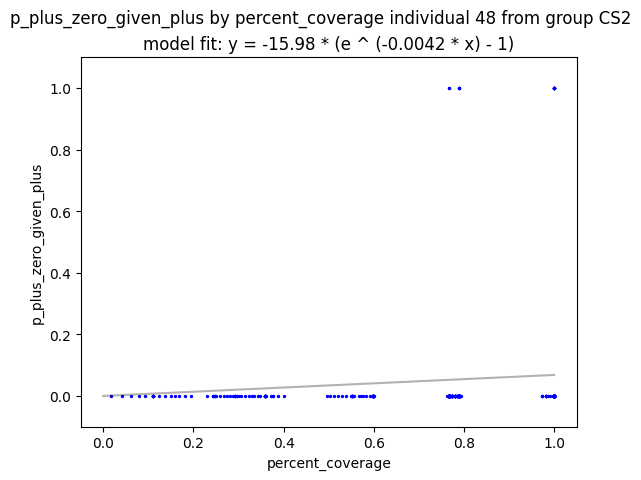 p_plus_zero_given_plus by percent_coverage individual 48 from group CS2
model fit: y = -15.98 * (e ^ (-0.0042 * x) - 1)
1.0
0.8
0.6
0.4
0.2
0.0
p_plus_zero_given_plus
0.0 0.2 0.4 0.6 0.8 1.0
percent_coverage